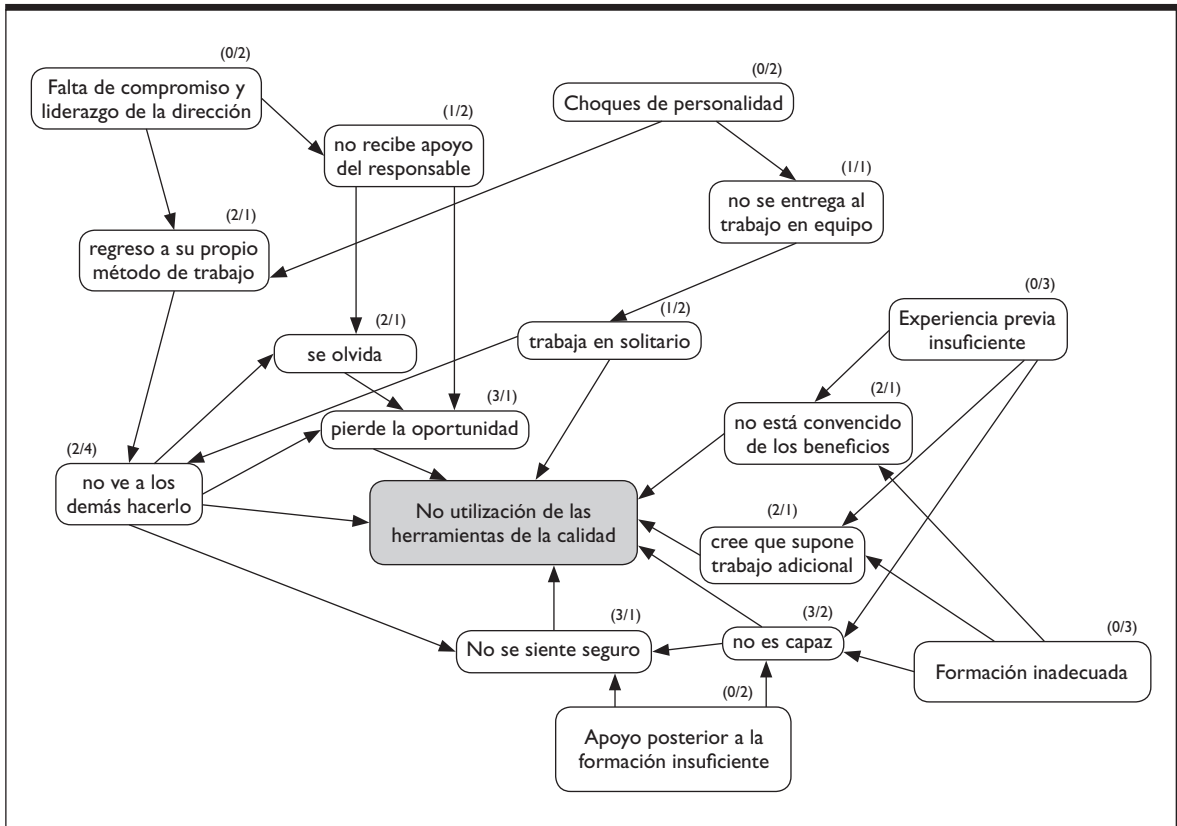 (0/2)
Falta de compromiso y
liderazgo de la dirección
(0/2)
Choques de personalidad
(1/2)
no recibe apoyo
del responsable
(1/1)
no se entrega al
trabajo en equipo
(2/1)
regreso a su propio
método de trabajo
(0/3)
Experiencia previa
insuficiente
(2/1)
se olvida
(1/2)
trabaja en solitario
(3/1)
pierde la oportunidad
(2/1)
no está convencido
de los beneficios
(2/4)
no ve a los
demás hacerlo
No utilización de las
herramientas de la calidad
(2/1)
cree que supone
trabajo adicional
(3/1)
No se siente seguro
(3/2)
no es capaz
(0/3)
Formación inadecuada
(0/2)
Apoyo posterior a la
formación insuficiente